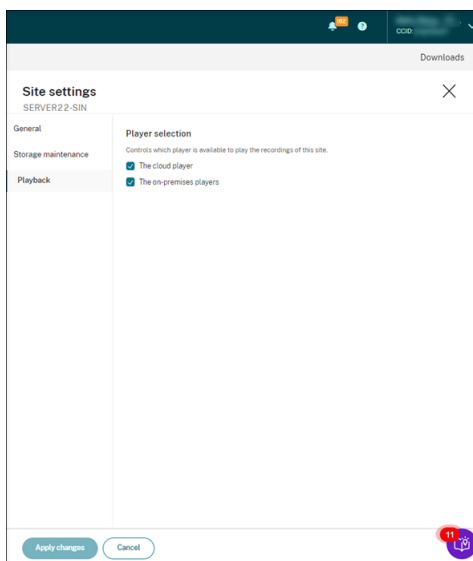 162
CCID:
Downloads
Site settings
SERVER22-SIN
General
Storage maintenance
Playback
Player selection
Controls which player is available to play the recordings of this site.
The cloud player
The on-premises players
11
Apply changes
Cancel